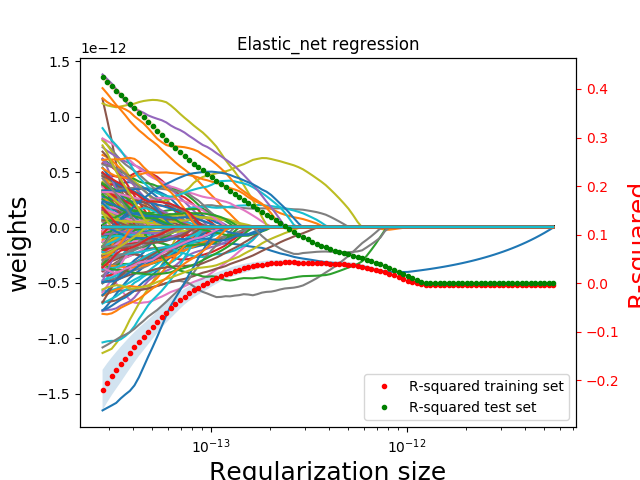 Elastic_net regression
1e−12
1.5
1.0
0.5
0.0
−0.5
−1.0
−1.5
weights
0.4
0.3
0.2
0.1
0.0
−0.1
−0.2
R-squared
R-squared training set
R-squared test set
10⁻¹³
10⁻¹²
Regularization size